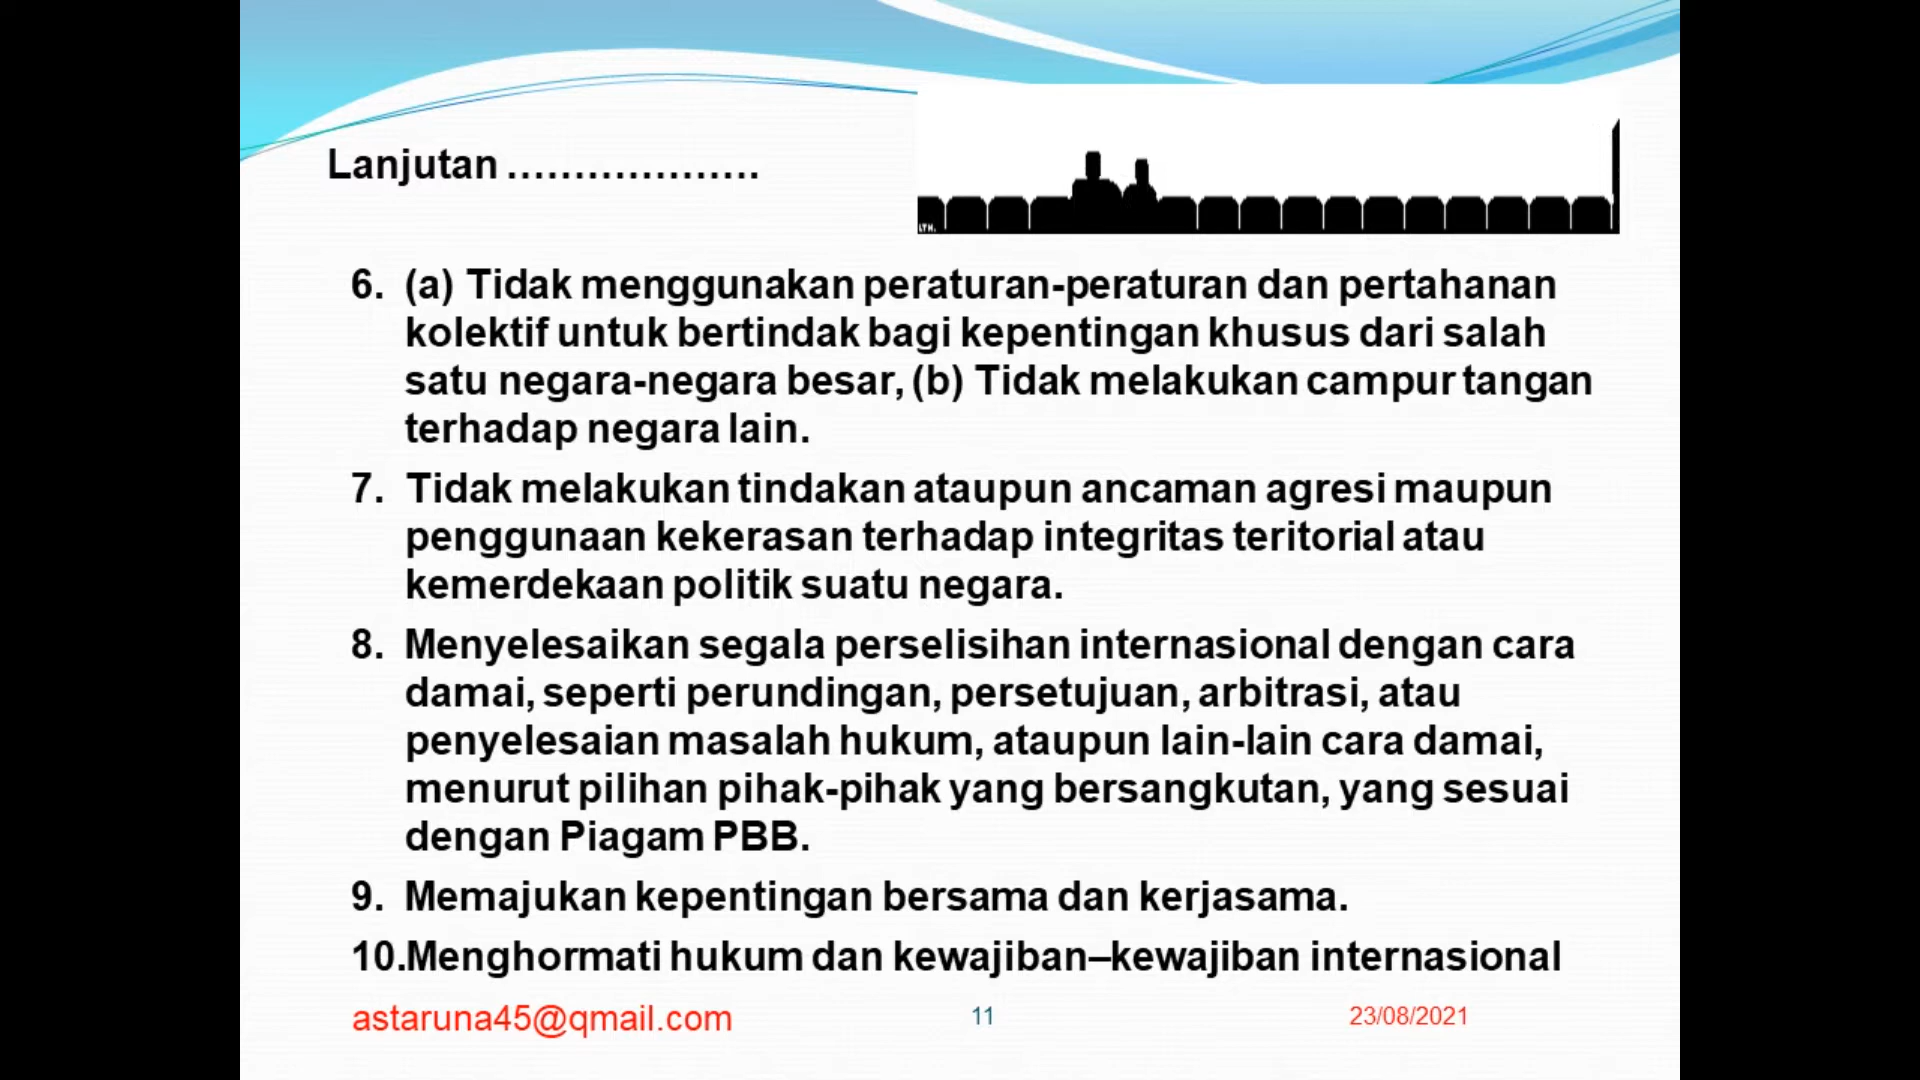 Lanjutan ...................
6. (a) Tidak menggunakan peraturan-peraturan dan pertahanan
kolektif untuk bertindak bagi kepentingan khusus dari salah
satu negara-negara besar, (b) Tidak melakukan campur tangan
terhadap negara lain.
7. Tidak melakukan tindakan ataupun ancaman agresi maupun
penggunaan kekerasan terhadap integritas teritorial atau
kemerdekaan politik suatu negara.
8. Menyelesaikan segala perselisihan internasional dengan cara
damai, seperti perundingan, persetujuan, arbitrasi, atau
penyelesaian masalah hukum, ataupun lain-lain cara damai,
menurut pilihan pihak-pihak yang bersangkutan, yang sesuai
dengan Piagam PBB.
9. Memajukan kepentingan bersama dan kerjasama.
10.Menghormati hukum dan kewajiban–kewajiban internasional
astaruna45@qmail.com 11 23/08/2021